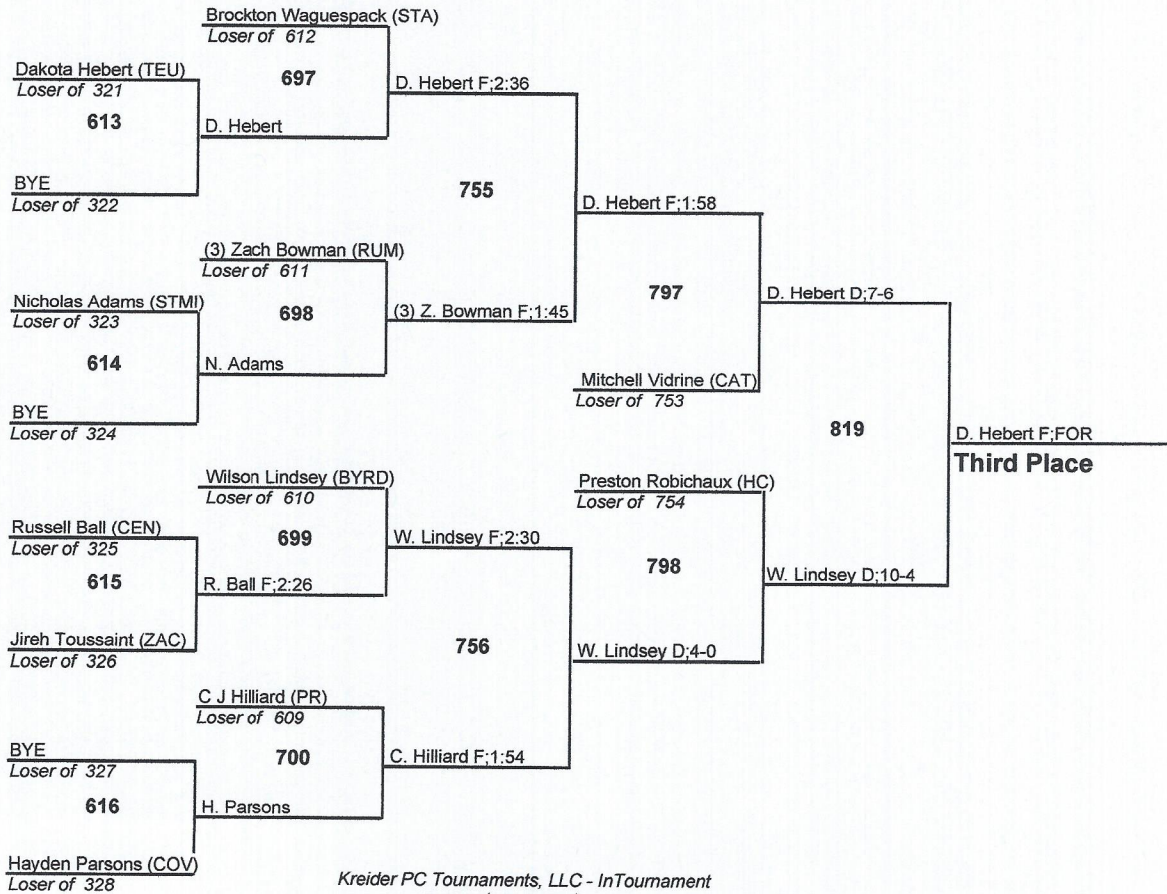 Brockton Waguespack (STA)
Loser of 612
Dakota Hebert (TEU)
Loser of 321
697
D. Hebert F;2:36
613
D. Hebert
BYE
Loser of 322
755
D. Hebert F;1:58
(3) Zach Bowman (RUM)
Loser of 611
Nicholas Adams (STMI)
Loser of 323
698
(3) Z. Bowman F;1:45
797
D. Hebert D;7-6
614
N. Adams
Mitchell Vidrine (CAT)
Loser of 753
BYE
Loser of 324
819
D. Hebert F;FOR
Third Place
Wilson Lindsey (BYRD)
Loser of 610
Preston Robichaux (HC)
Loser of 754
Russell Ball (CEN)
Loser of 325
699
W. Lindsey F;2:30
615
R. Ball F;2:26
798
W. Lindsey D;10-4
Jireh Toussaint (ZAC)
Loser of 326
756
W. Lindsey D;4-0
C J Hilliard (PR)
Loser of 609
BYE
Loser of 327
700
C. Hilliard F;1:54
616
H. Parsons
Hayden Parsons (COV)
Loser of 328
Kreider PC Tournaments, LLC - InTournament